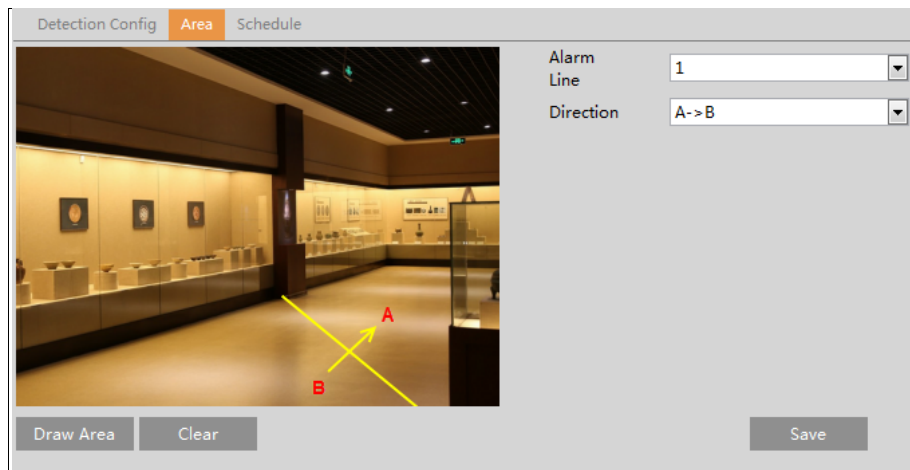 Detection Config Area Schedule
Alarm Line
1
Direction
A->B
A
B
Draw Area Clear Save